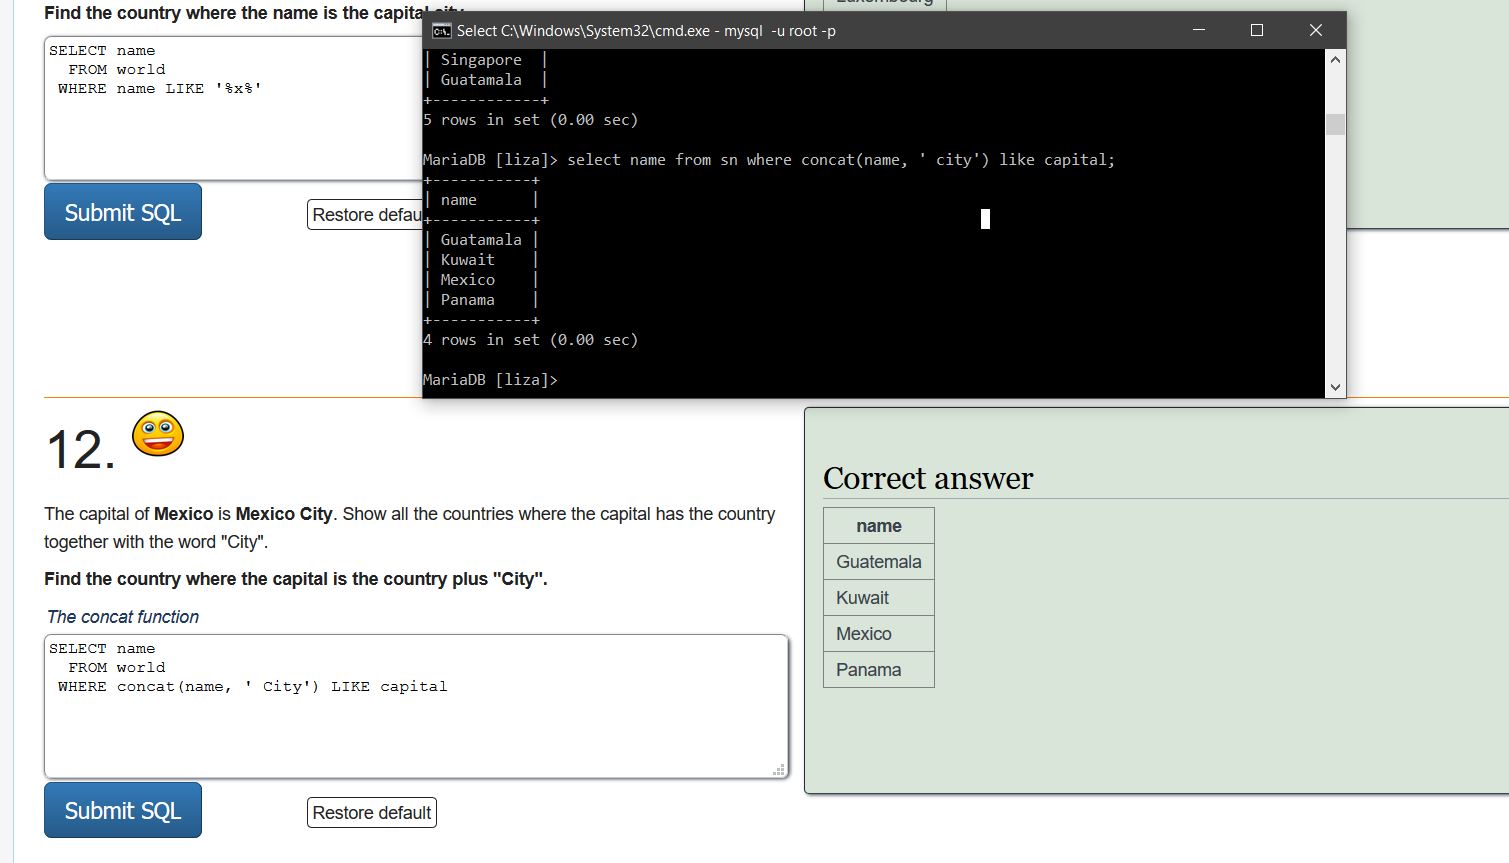 Find the country where the name is the capital city.
SELECT name
FROM world
WHERE name LIKE '%x%'
Submit SQL
Restore defau
Select C:\Windows\System32\cmd.exe - mysql  -u root -p
| Singapore  |
| Guatamala  |
+------------+
5 rows in set (0.00 sec)
MariaDB [liza]> select name from sn where concat(name, ' city') like capital;
+-----------+
| name      |
+-----------+
| Guatamala |
| Kuwait    |
| Mexico    |
| Panama    |
+-----------+
4 rows in set (0.00 sec)
MariaDB [liza]>
12.
The capital of Mexico is Mexico City. Show all the countries where the capital has the country
together with the word "City".
Find the country where the capital is the country plus "City".
The concat function
SELECT name
FROM world
WHERE concat(name, ' City') LIKE capital
Submit SQL
Restore default
Correct answer
name
Guatemala
Kuwait
Mexico
Panama